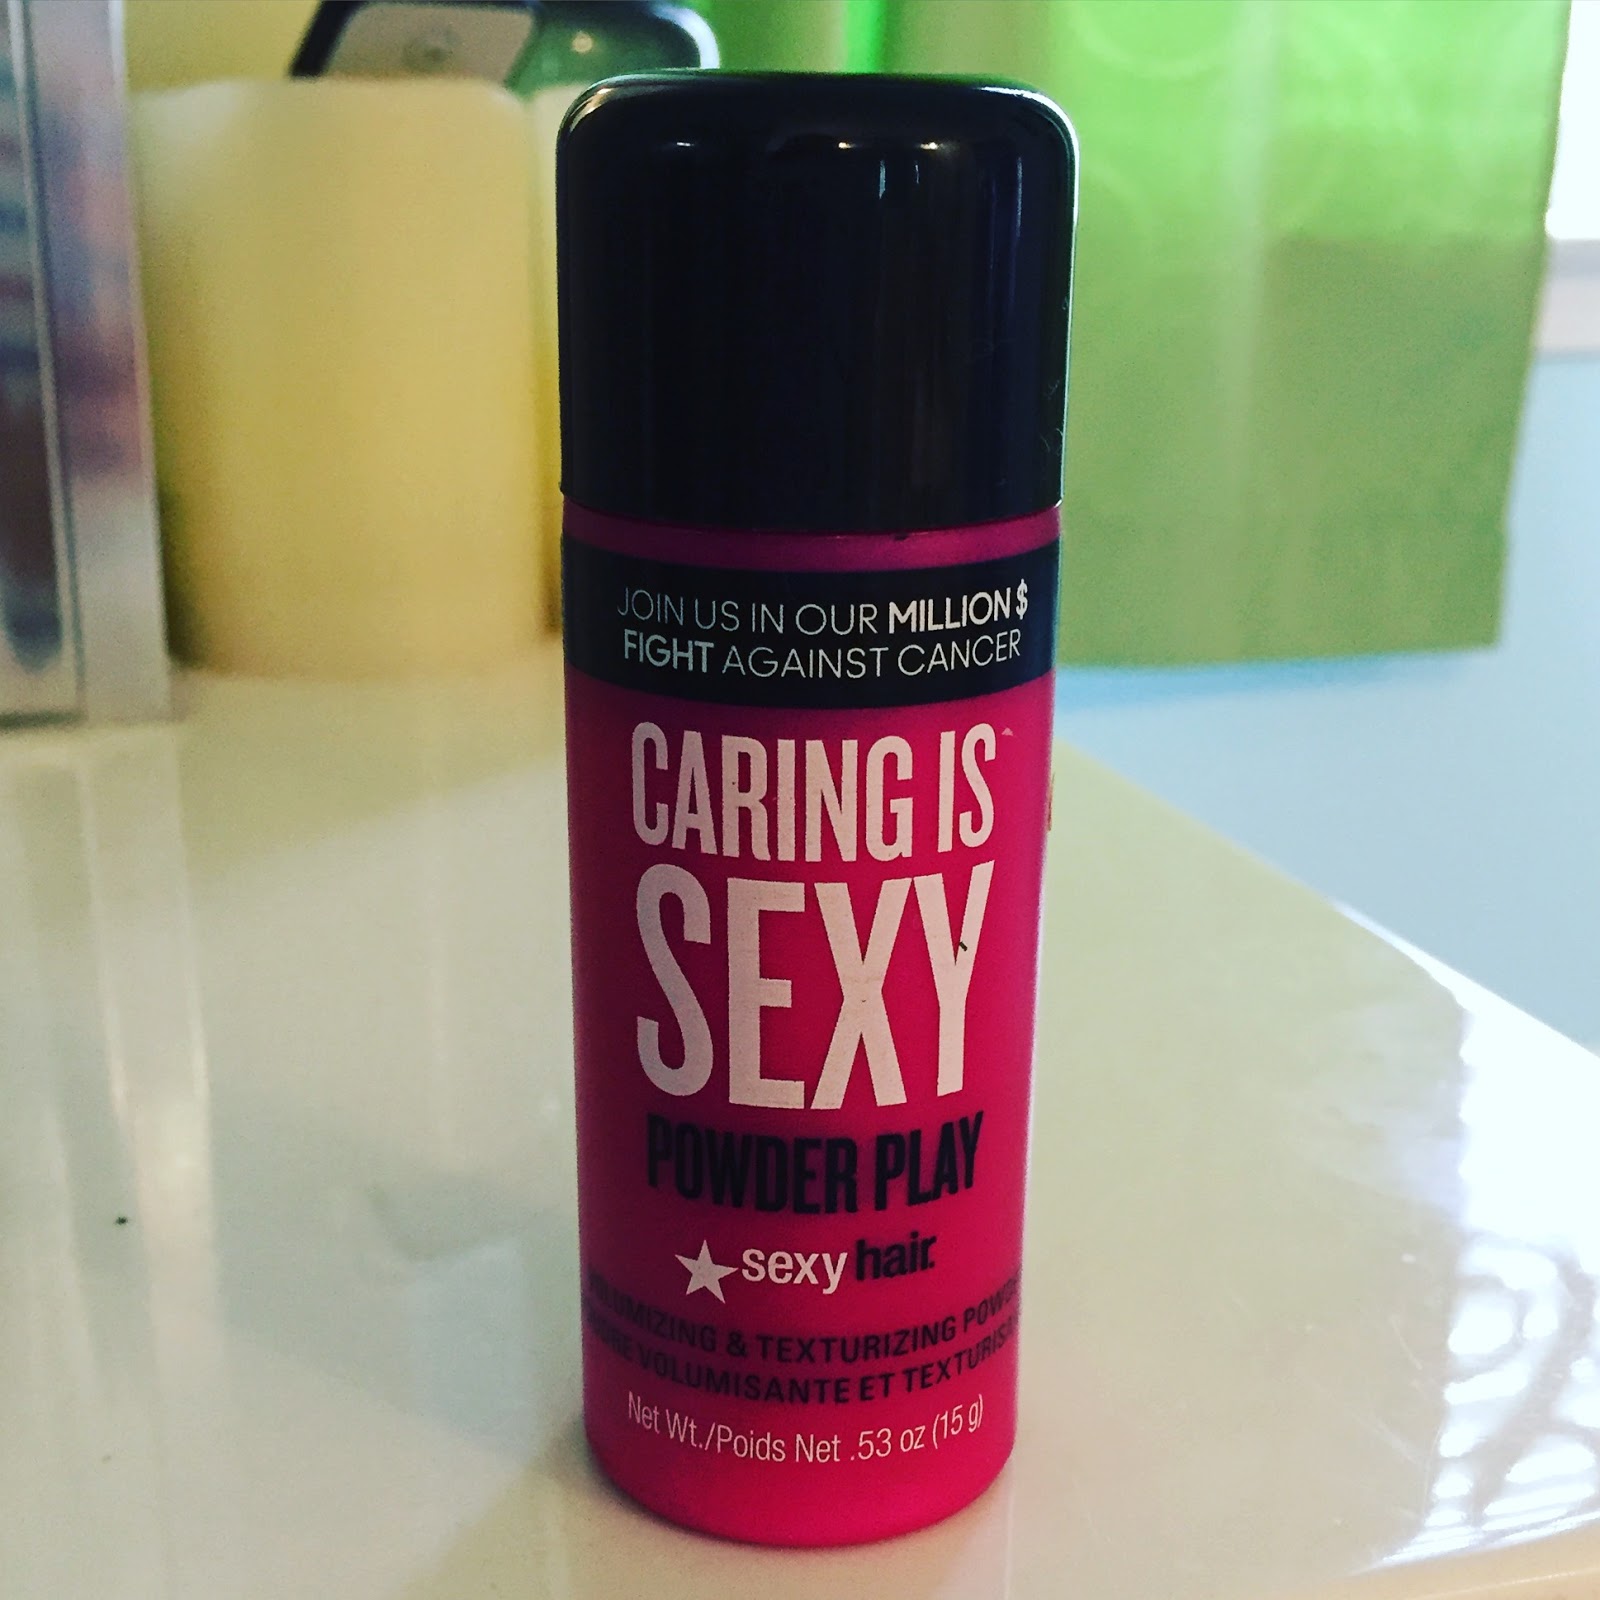 JOIN US IN OUR MILLION $
FIGHT AGAINST CANCER
CARING IS
SEXY
POWDER PLAY
sexy hair.
& TEXTURIZING
VOLUMISANTE ET
Net Wt./Poids Net .53 oz (15 g)